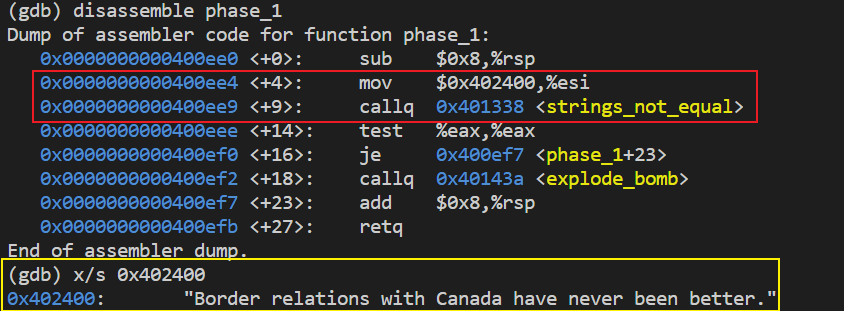 (gdb) disassemble phase_1
Dump of assembler code for function phase_1:
   0x0000000000400ee0 <+0>:     sub    $0x8,%rsp
   0x0000000000400ee4 <+4>:     mov    $0x402400,%esi
   0x0000000000400ee9 <+9>:     callq  0x401338 <strings_not_equal>
   0x0000000000400eee <+14>:    test   %eax,%eax
   0x0000000000400ef0 <+16>:    je     0x400ef7 <phase_1+23>
   0x0000000000400ef2 <+18>:    callq  0x40143a <explode_bomb>
   0x0000000000400ef7 <+23>:    add    $0x8,%rsp
   0x0000000000400efb <+27>:    retq
End of assembler dump.
(gdb) x/s 0x402400
0x402400:       "Border relations with Canada have never been better."